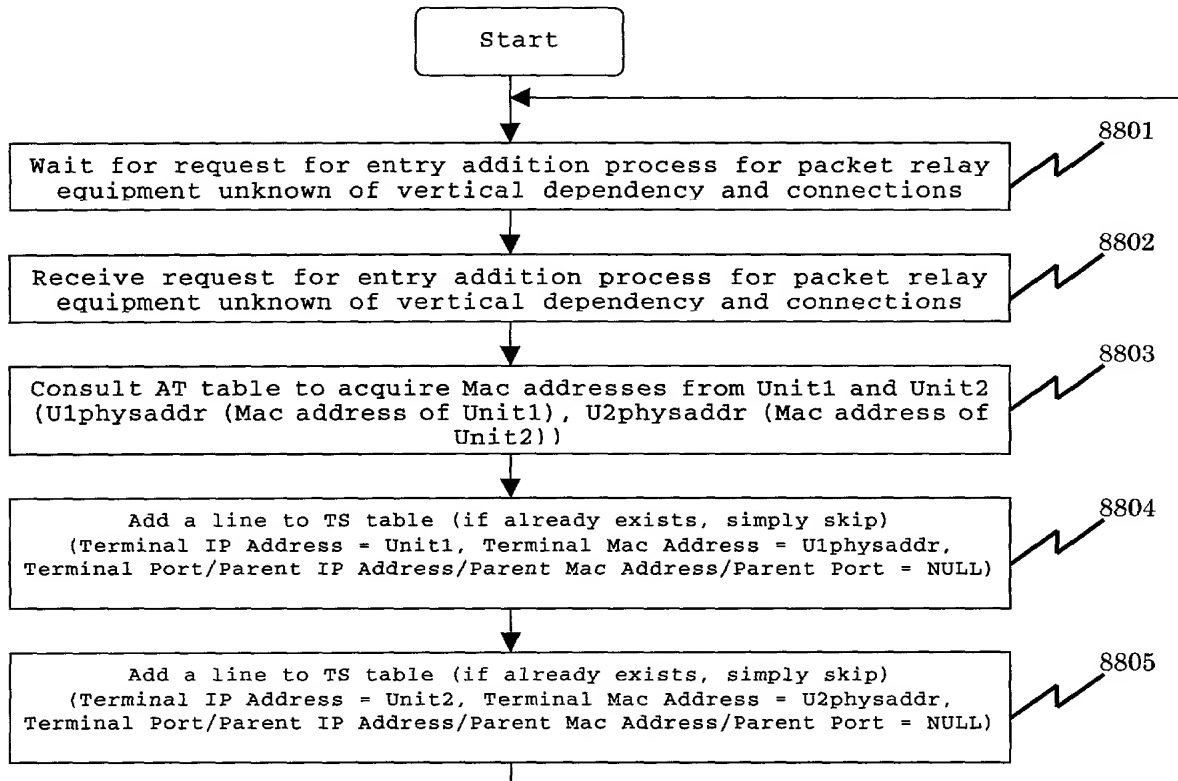 Start
8801
Wait for request for entry addition process for packet relay
equipment unknown of vertical dependency and connections
8802
Receive request for entry addition process for packet relay
equipment unknown of vertical dependency and connections
8803
Consult AT table to acquire Mac addresses from Unit1 and Unit2
(U1physaddr (Mac address of Unit1), U2physaddr (Mac address of
Unit2))
8804
Add a line to TS table (if already exists, simply skip)
(Terminal IP Address = Unit1, Terminal Mac Address = U1physaddr,
Terminal Port/Parent IP Address/Parent Mac Address/Parent Port = NULL)
8805
Add a line to TS table (if already exists, simply skip)
(Terminal IP Address = Unit2, Terminal Mac Address = U2physaddr,
Terminal Port/Parent IP Address/Parent Mac Address/Parent Port = NULL)